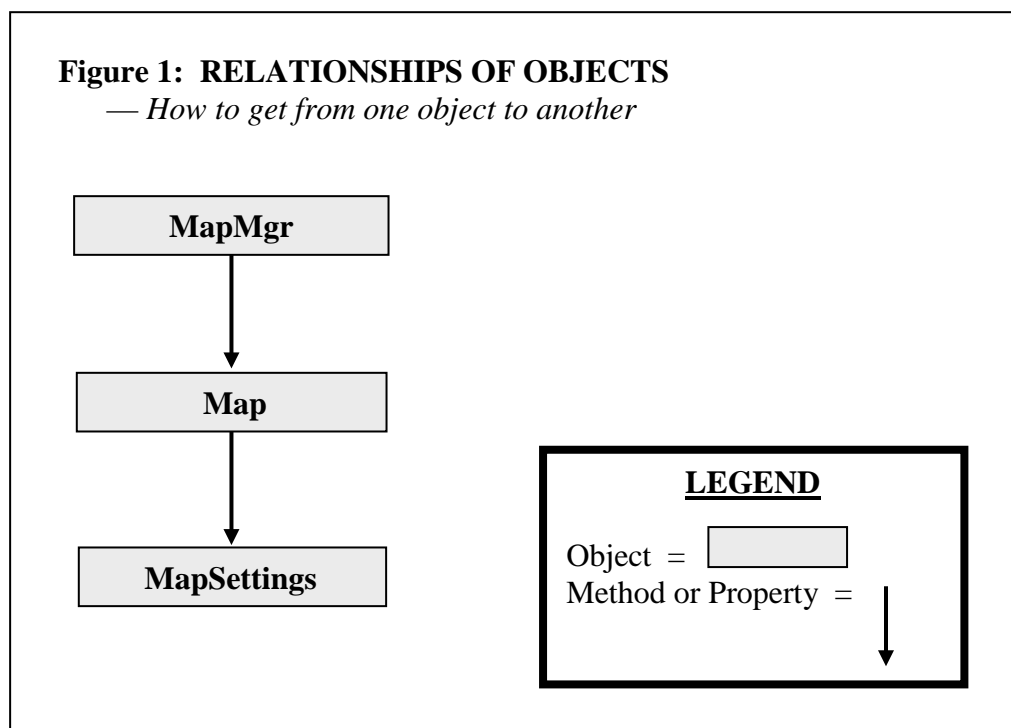 Figure 1:  RELATIONSHIPS OF OBJECTS
— How to get from one object to another
MapMgr
Map
MapSettings
LEGEND
Object  =
Method or Property  =